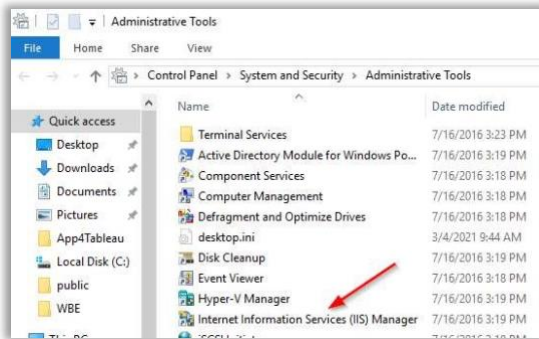 Administrative Tools
File Home Share View
Control Panel > System and Security > Administrative Tools
Name Date modified
Quick access
Desktop
Downloads
Documents
Pictures
App4Tableau
Local Disk (C:)
public
WBE
Terminal Services 7/16/2016 3:23 PM
Active Directory Module for Windows Po... 7/16/2016 3:19 PM
Component Services 7/16/2016 3:18 PM
Computer Management 7/16/2016 3:18 PM
Defragment and Optimize Drives 7/16/2016 3:18 PM
desktop.ini 3/4/2021 9:44 AM
Disk Cleanup 7/16/2016 3:19 PM
Event Viewer 7/16/2016 3:18 PM
Hyper-V Manager 7/16/2016 3:19 PM
Internet Information Services (IIS) Manager 7/16/2016 3:19 PM